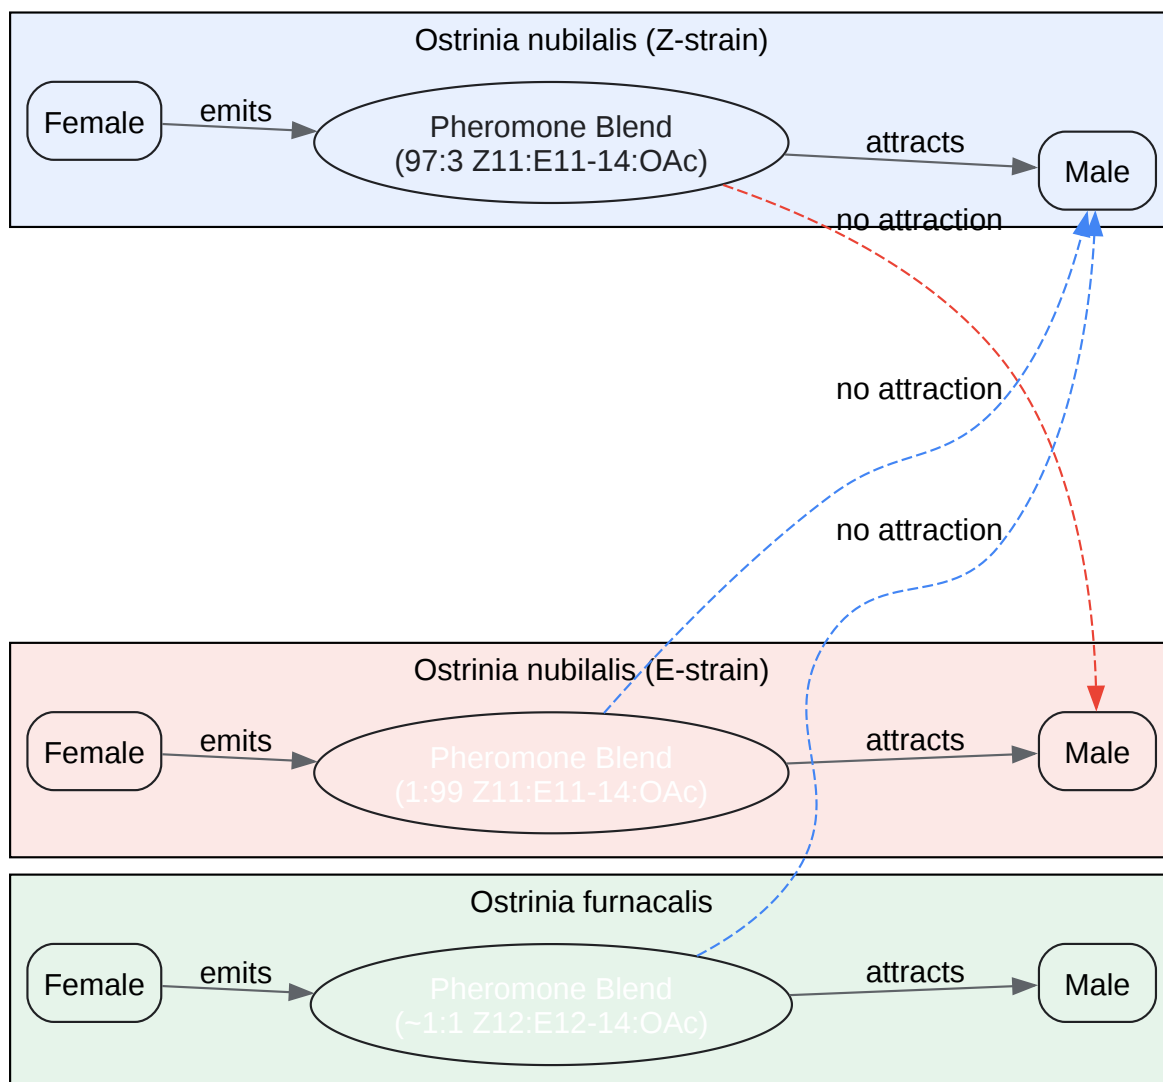 Ostrinia nubilalis (Z-strain)
Female
emits
Pheromone Blend
(97:3 Z11:E11-14:OAc)
attracts
Male
no attraction
no attraction
no attraction
Ostrinia nubilalis (E-strain)
Female
emits
Pheromone Blend
(1:99 Z11:E11-14:OAc)
attracts
Male
Ostrinia furnacalis
Female
emits
Pheromone Blend
(~1:1 Z12:E12-14:OAc)
attracts
Male